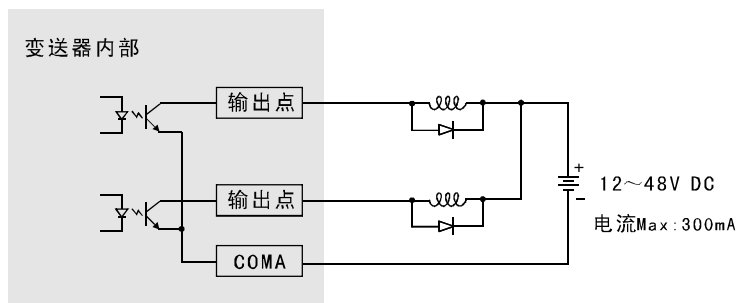 变送器内部
输出点
+
12～48V DC
-
输出点
电流Max:300mA
COMA